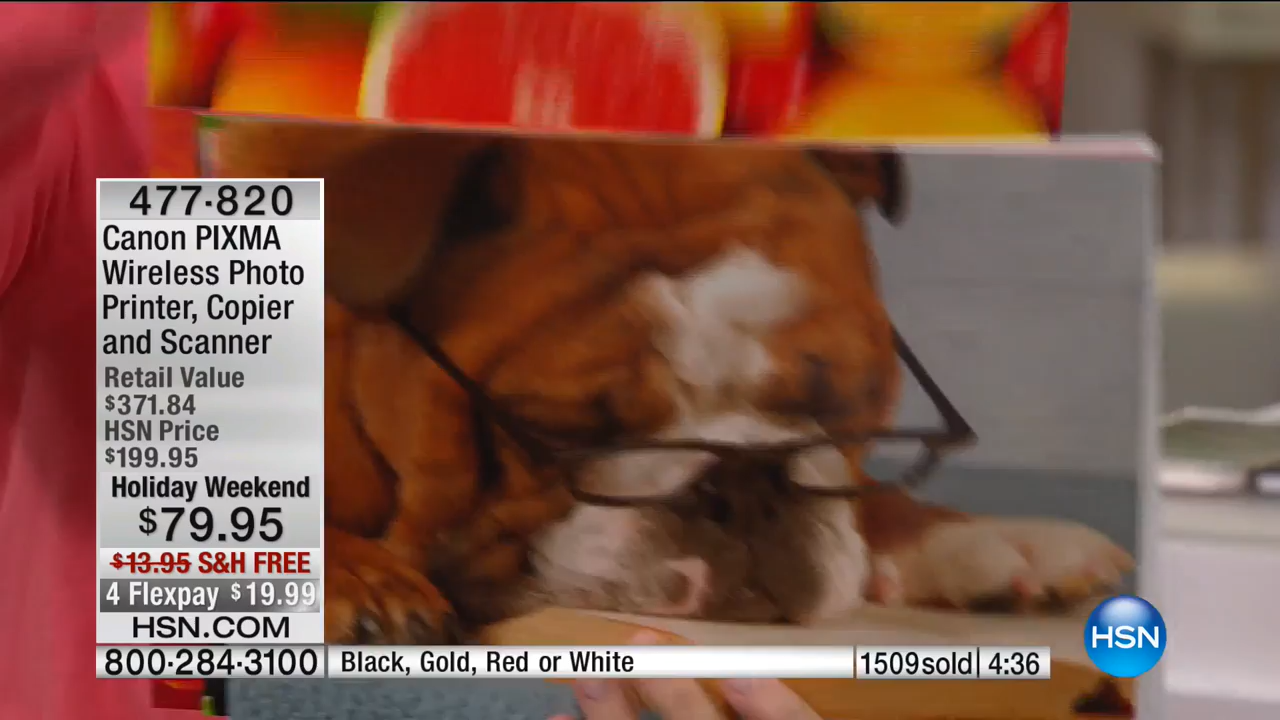 477·820
Canon PIXMA
Wireless Photo
Printer, Copier
and Scanner
Retail Value
$371.84
HSN Price
$199.95
Holiday Weekend
$79.95
$13.95 S&H FREE
4 Flexpay $19.99
HSN.COM
800·284·3100
Black, Gold, Red or White
1509sold
4:36
HSN